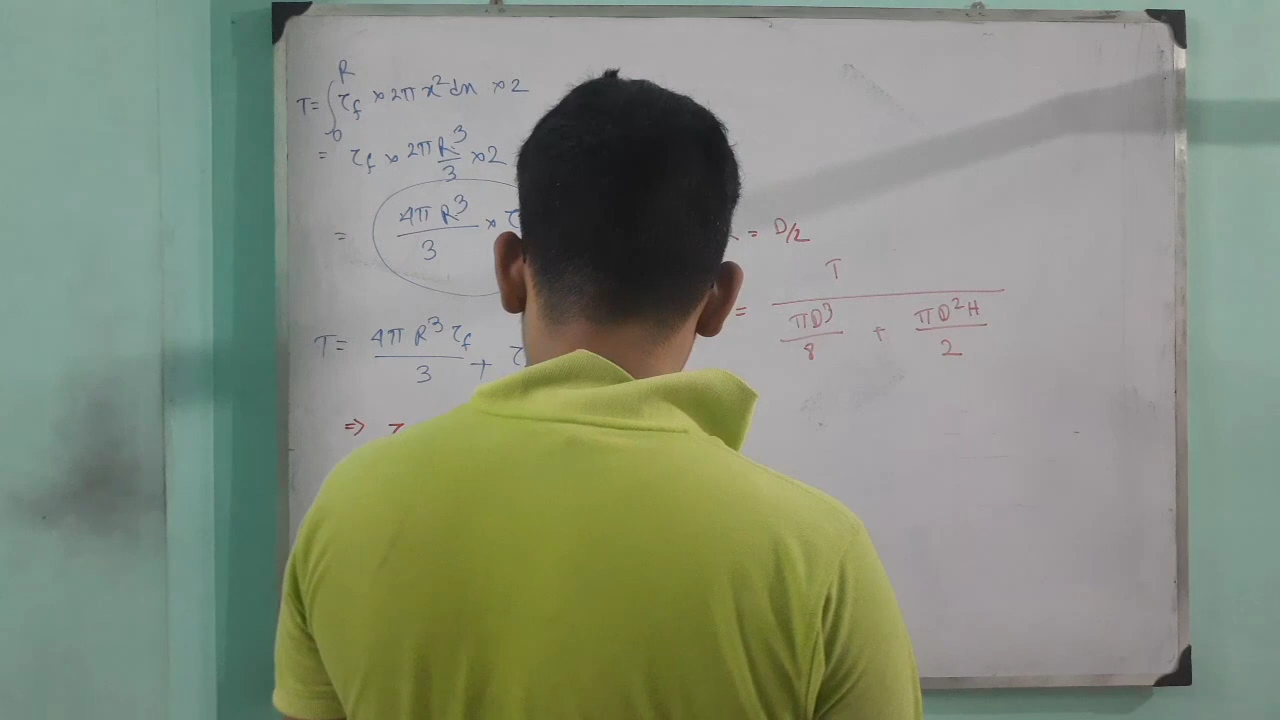 T = ∫₀ᴿ τf × 2π x² dx × 2
= τf × 2π R³/3 × 2
= 4π R³/3 × τ
T = 4π R³ τf/3 + τ
⇒
= D/2
= T/(πD³/8 + πD²H/2)